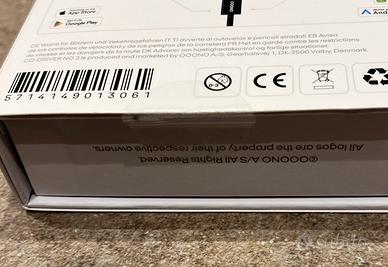 App Store
Google Play
OOONO
DE Warnt für Blitzern und Verkehrsgefahren IT Ti avverte di autovelox e pericoli stradali ES Avisa
de los controles de velocidad y de los peligros de la carretera FR Met en garde contre les restrictions
de vitesse et les dangers de la route DK Advarer om hastighedskontrol og farlige situationer.
CO-DRIVER NO 2 is produced and marketed by OOONO A/S, Gearhalsvej 1, DK-2500 Valby, Denmark.
5714149013061
CE
©OOONO A/S All Rights Reserved.
All logos are the property of their respective owners.
subito